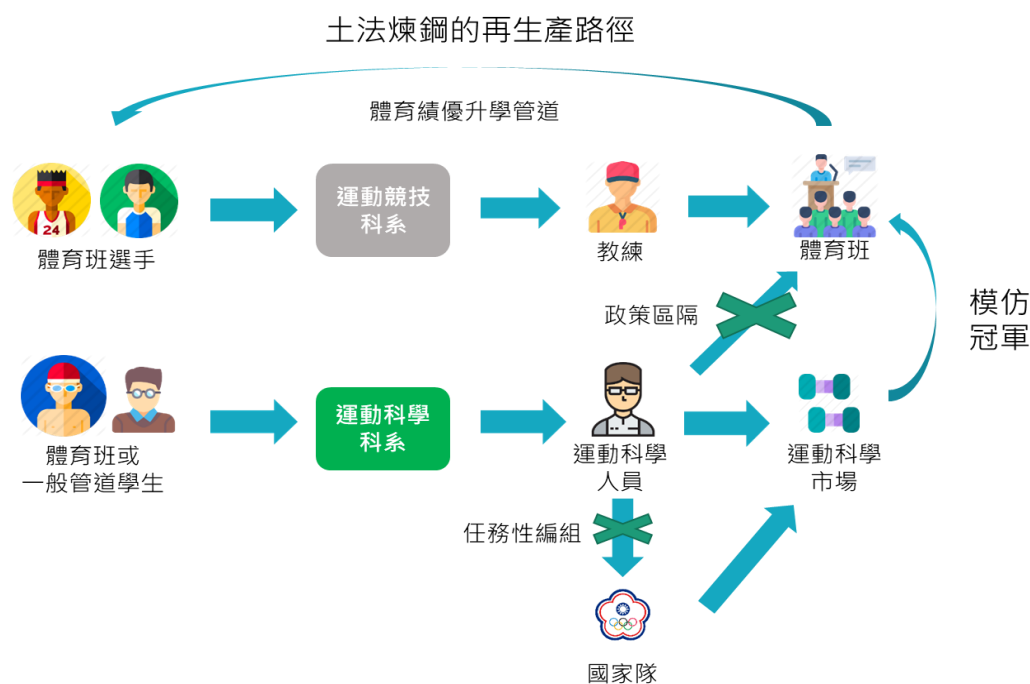 土法煉鋼的再生產路徑
體育績優升學管道
24
體育班選手
運動競技
科系
教練
體育班
政策區隔
模仿
冠軍
體育班或
一般管道學生
運動科學
科系
運動科學
人員
運動科學
市場
任務性編組
國家隊